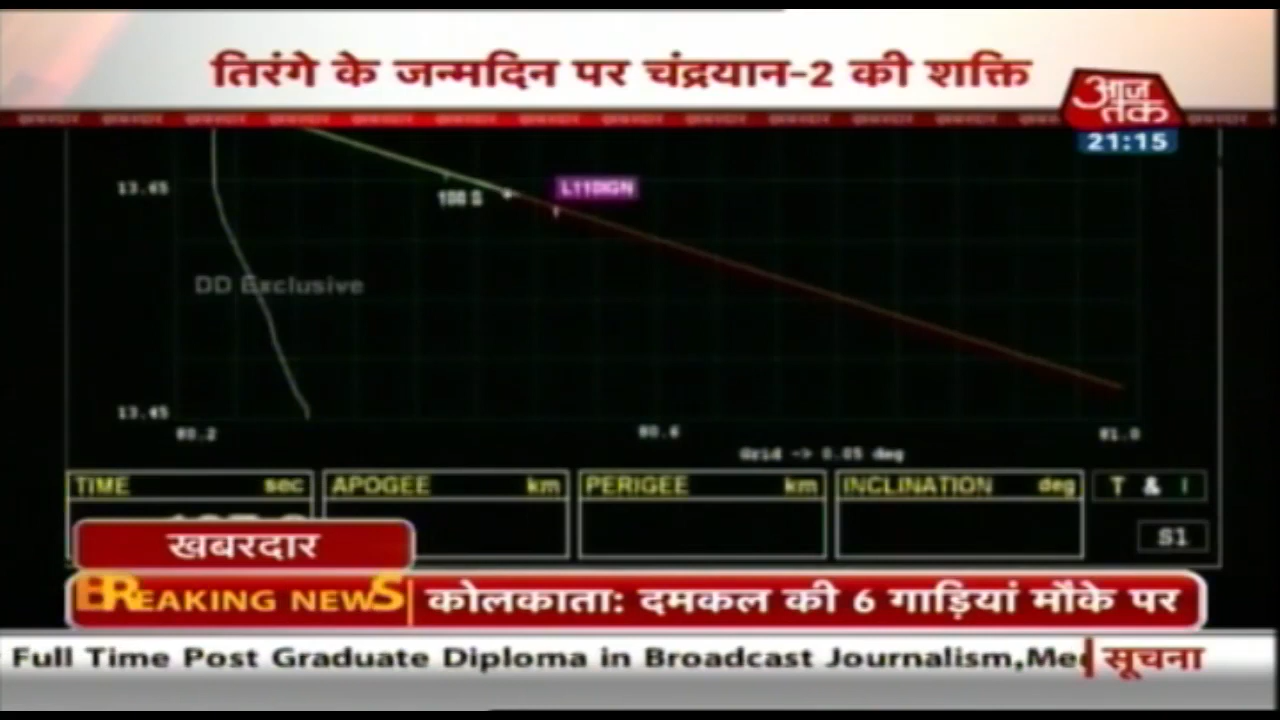 तिरंगे के जन्मदिन पर चंद्रयान-2 की शक्ति
आज
तक
21:15
13.65
L110IGN
100 S
DD Exclusive
13.45
80.2
80.6
81.0
Grid -> 0.05 deg
TIME sec
APOGEE km
PERIGEE km
INCLINATION deg
T & I
S1
खबरदार
BREAKING NEWS
कोलकाता: दमकल की 6 गाड़ियां मौके पर
Full Time Post Graduate Diploma in Broadcast Journalism,Me
सूचना